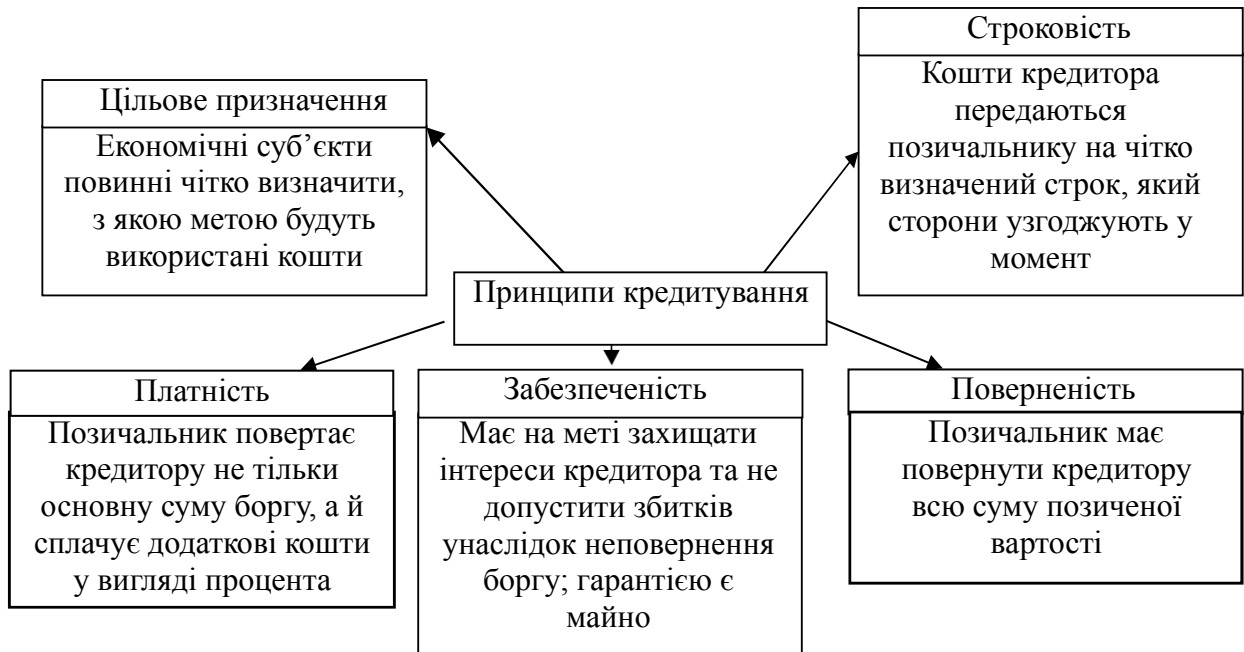 Строковість
Кошти кредитора
передаються
позичальнику на чітко
визначений строк, який
сторони узгоджують у
момент
Цільове призначення
Економічні суб’єкти
повинні чітко визначити,
з якою метою будуть
використані кошти
Принципи кредитування
Платність
Позичальник повертає
кредитору не тільки
основну суму боргу, а й
сплачує додаткові кошти
у вигляді процента
Забезпеченість
Має на меті захищати
інтереси кредитора та не
допустити збитків
унаслідок неповернення
боргу; гарантією є
майно
Поверненість
Позичальник має
повернути кредитору
всю суму позиченої
вартості